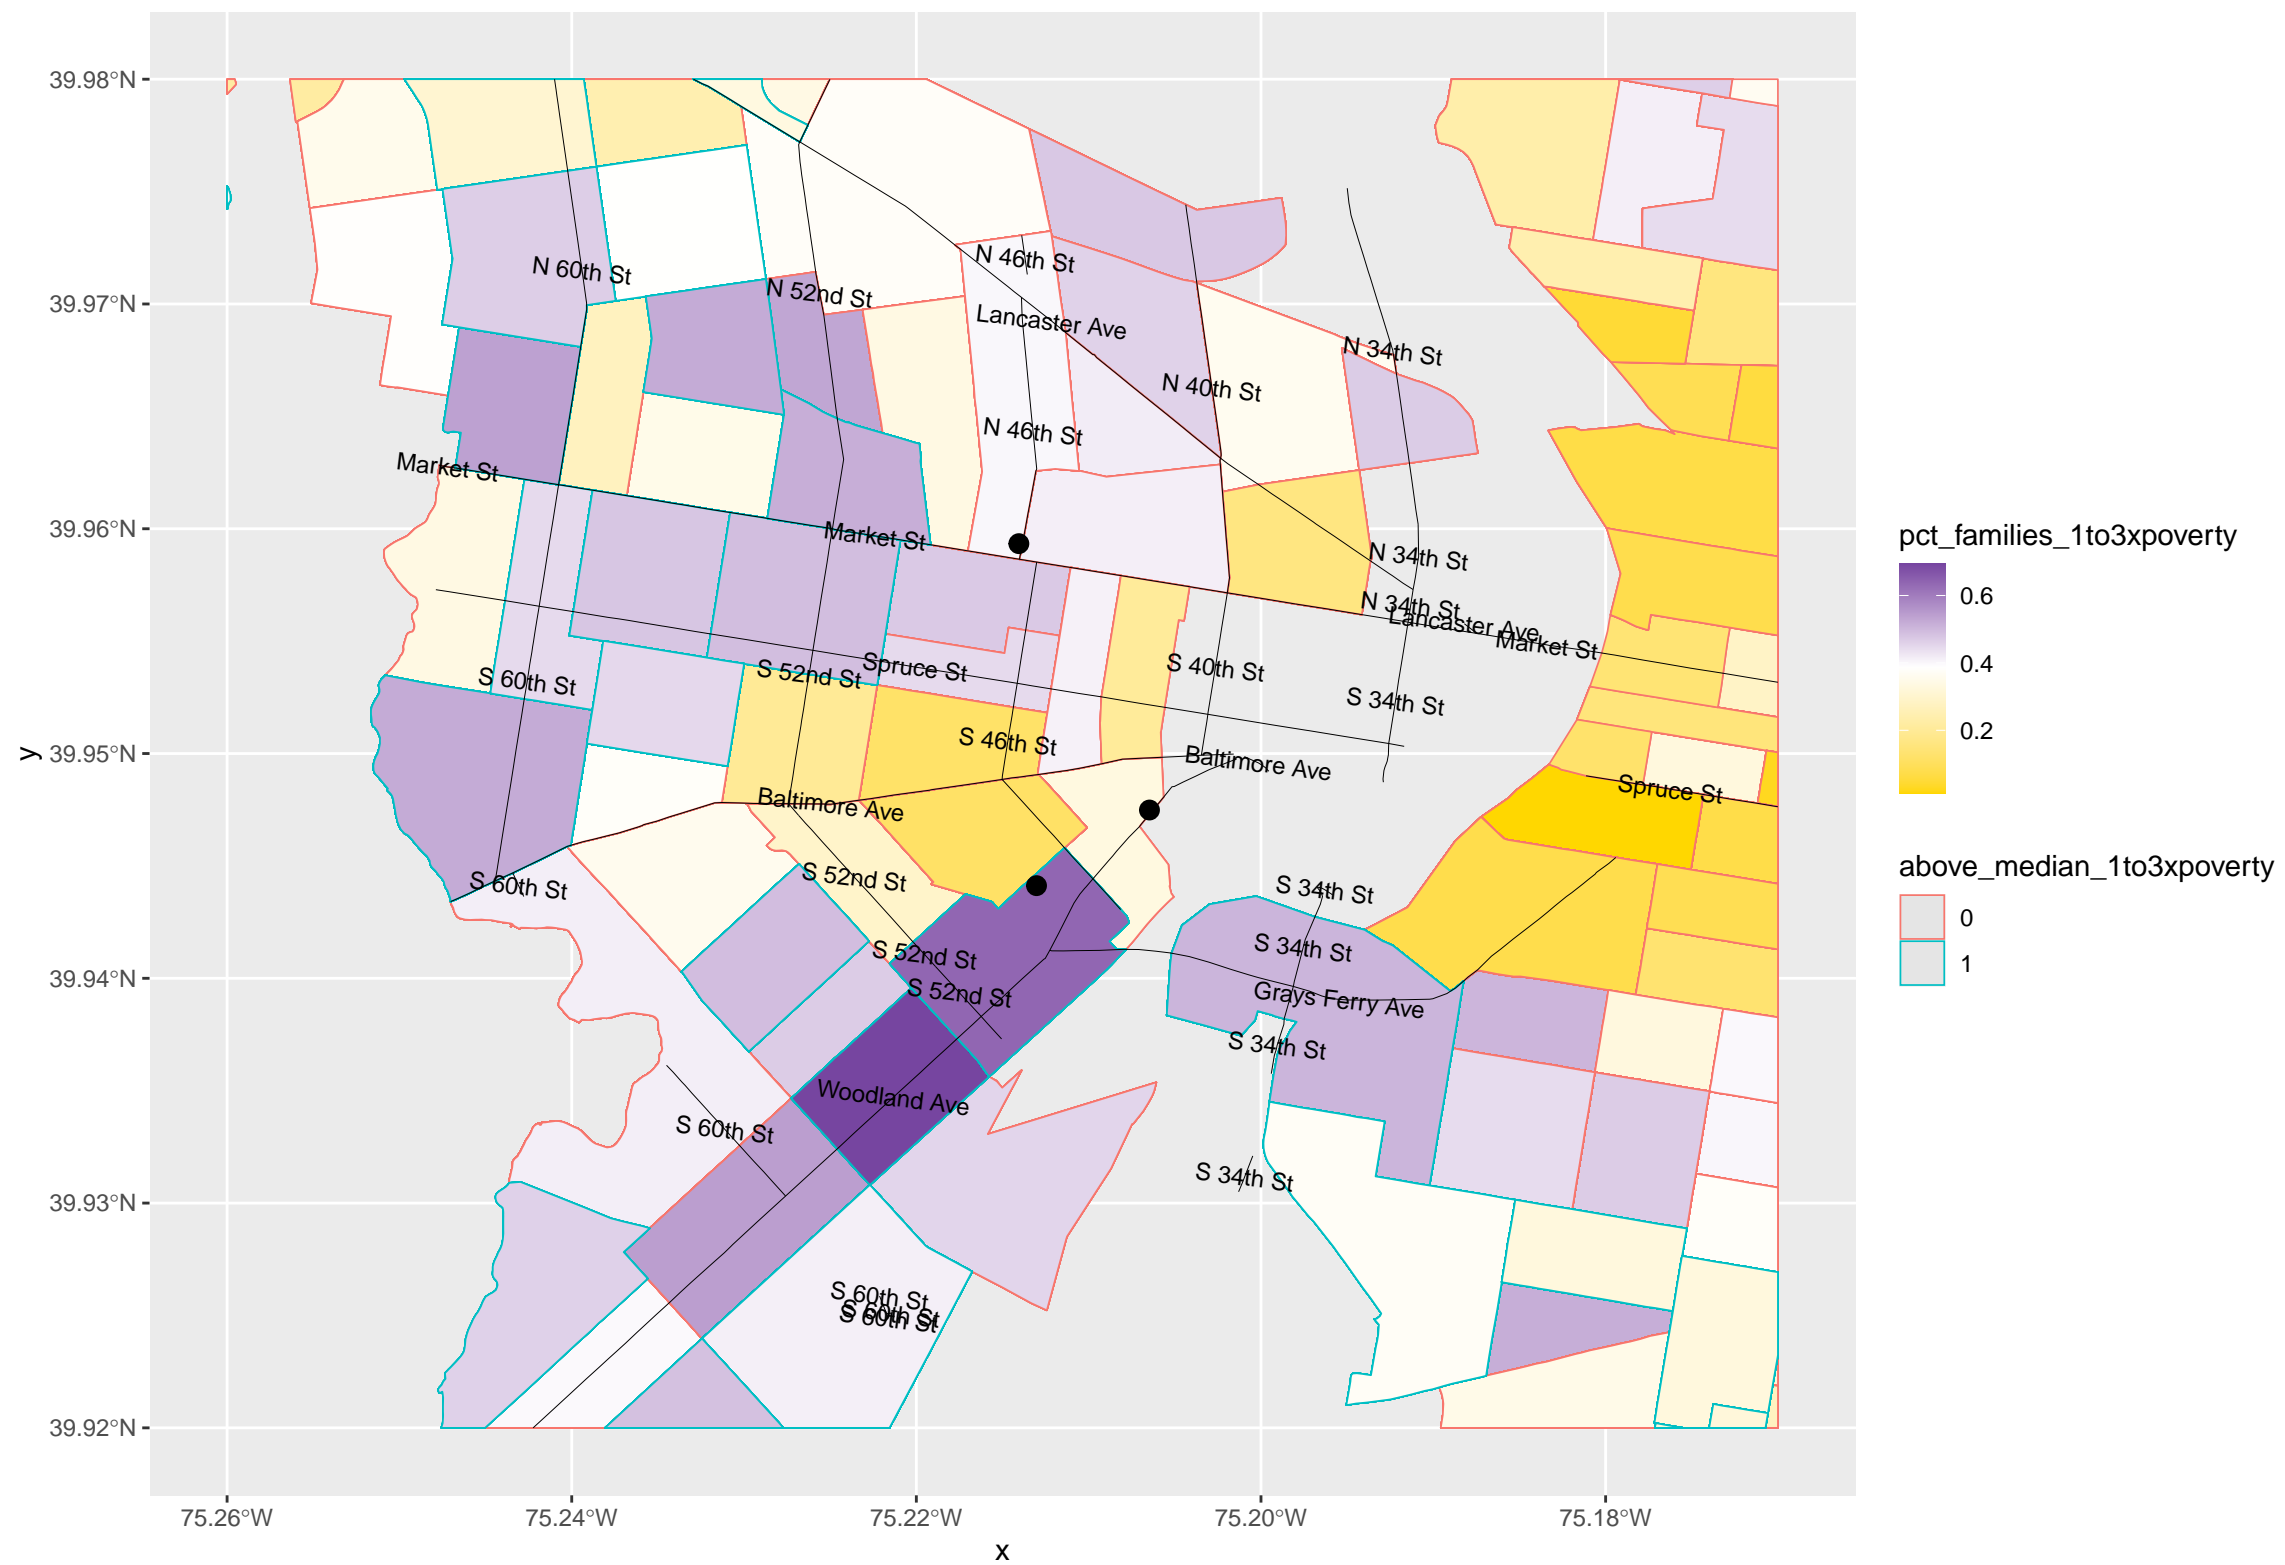 39.98°N
39.97°N
39.96°N
39.95°N
39.94°N
39.93°N
39.92°N
y
N 60th St
N 46th St
N 52nd St
Lancaster Ave
N 34th St
N 40th St
N 46th St
Market St
Market St
N 34th St
N 34th St
Lancaster Ave
Market St
Spruce St
S 40th St
S 52nd St
S 60th St
S 34th St
S 46th St
Baltimore Ave
Spruce St
Baltimore Ave
S 52nd St
S 60th St
S 34th St
S 34th St
S 52nd St
S 52nd St
Grays Ferry Ave
S 34th St
Woodland Ave
S 60th St
S 34th St
S 60th St
S 60th St
S 60th St
75.26°W
75.24°W
75.22°W
75.20°W
75.18°W
x
pct_families_1to3xpoverty
0.6
0.4
0.2
above_median_1to3xpoverty
0
1